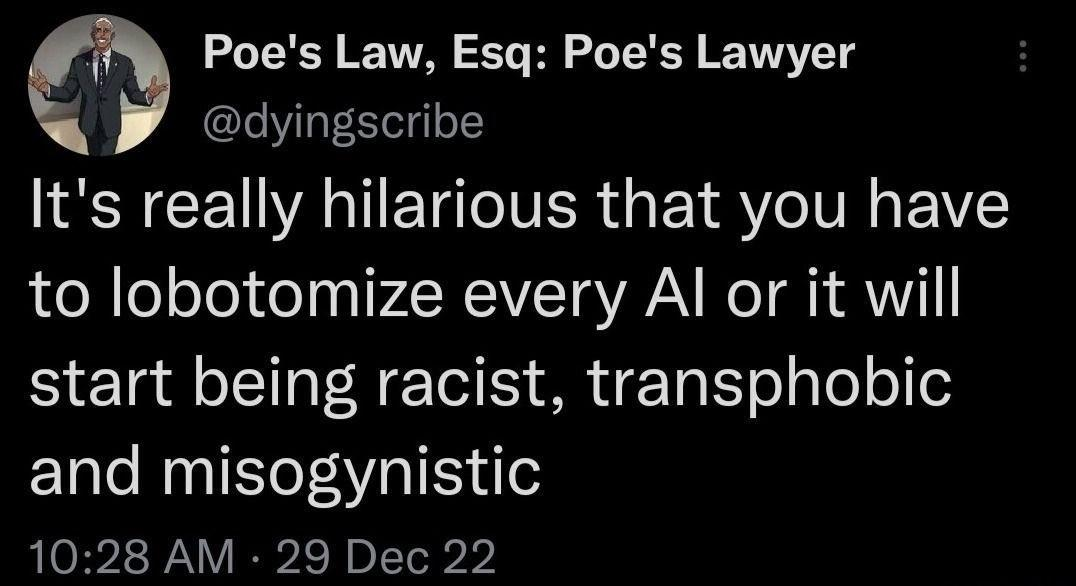 Poe's Law, Esq: Poe's Lawyer
@dyingscribe
It's really hilarious that you have
to lobotomize every AI or it will
start being racist, transphobic
and misogynistic
10:28 AM · 29 Dec 22